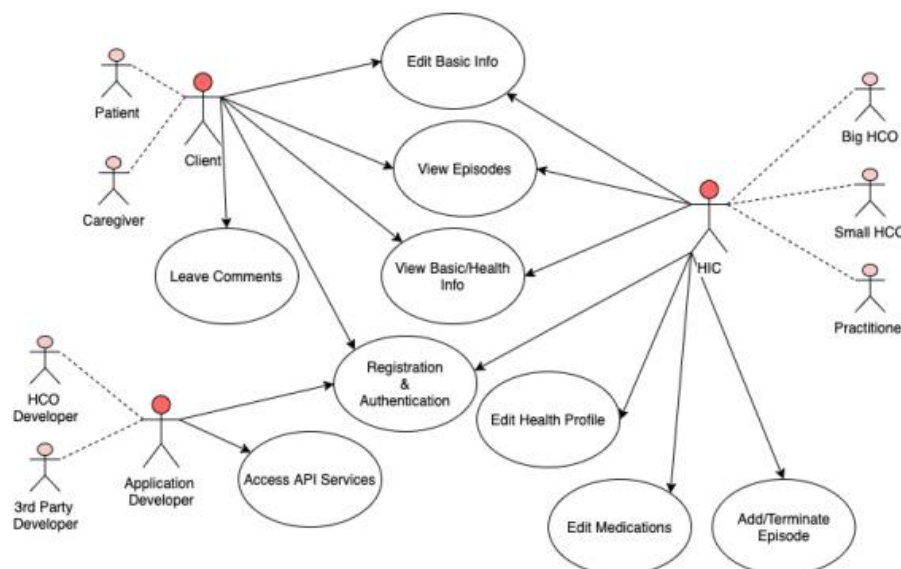 Edit Basic Info
Patient
Client
Big HCO
View Episodes
Caregiver
Small HCO
HIC
Leave Comments
View Basic/Health
Info
Practitione
HCO
Developer
Registration
&
Authentication
Edit Health Profile
3rd Party
Developer
Application
Developer
Access API Services
Edit Medications
Add/Terminate
Episode